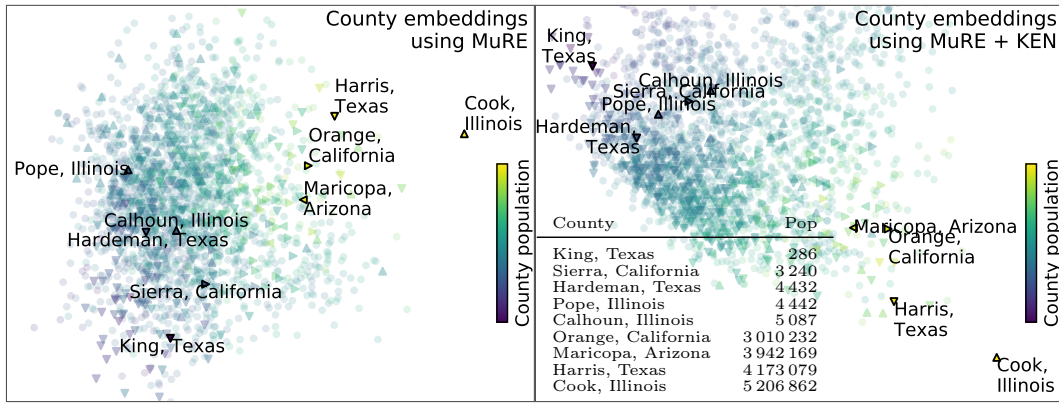 County embeddings
using MuRE
Harris,
Texas
Cook,
Illinois
Orange,
California
Pope, Illinois
Maricopa,
Arizona
Calhoun, Illinois
Hardeman, Texas
Sierra, California
King, Texas
County population
County embeddings
using MuRE + KEN
King,
Texas
Calhoun, Illinois
Sierra, California
Pope, Illinois
Hardeman,
Texas
Maricopa, Arizona
Orange,
California
Harris,
Texas
Cook,
Illinois
County population
County Pop
King, Texas 286
Sierra, California 3 240
Hardeman, Texas 4 432
Pope, Illinois 4 442
Calhoun, Illinois 5 087
Orange, California 3 010 232
Maricopa, Arizona 3 942 169
Harris, Texas 4 173 079
Cook, Illinois 5 206 862